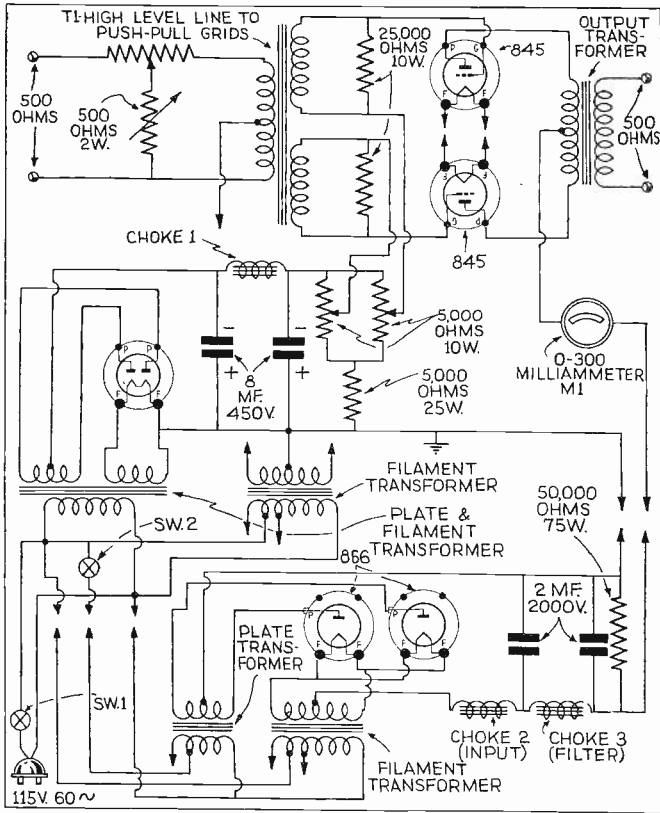 T1-HIGH LEVEL LINE TO
PUSH-PULL GRIDS
25,000
OHMS
10W.
845
OUTPUT
TRANS-
FORMER
500
OHMS
500
OHMS
2W.
500
OHMS
P
G
F
F
F
F
G
P
845
CHOKE 1
5,000
OHMS
10W.
0-300
MILLIAMMETER
M1
P
P
F
F
-
-
+
+
8
MF.
450V.
5,000
OHMS
25W.
FILAMENT
TRANSFORMER
PLATE &
FILAMENT
TRANSFORMER
SW.2
50,000
OHMS
75W.
866
P
P
F
F
F
F
2 MF.
2000V.
PLATE
TRANS-
FORMER
SW.1
CHOKE 2
(INPUT)
CHOKE 3
(FILTER)
FILAMENT
TRANSFORMER
115V. 60~